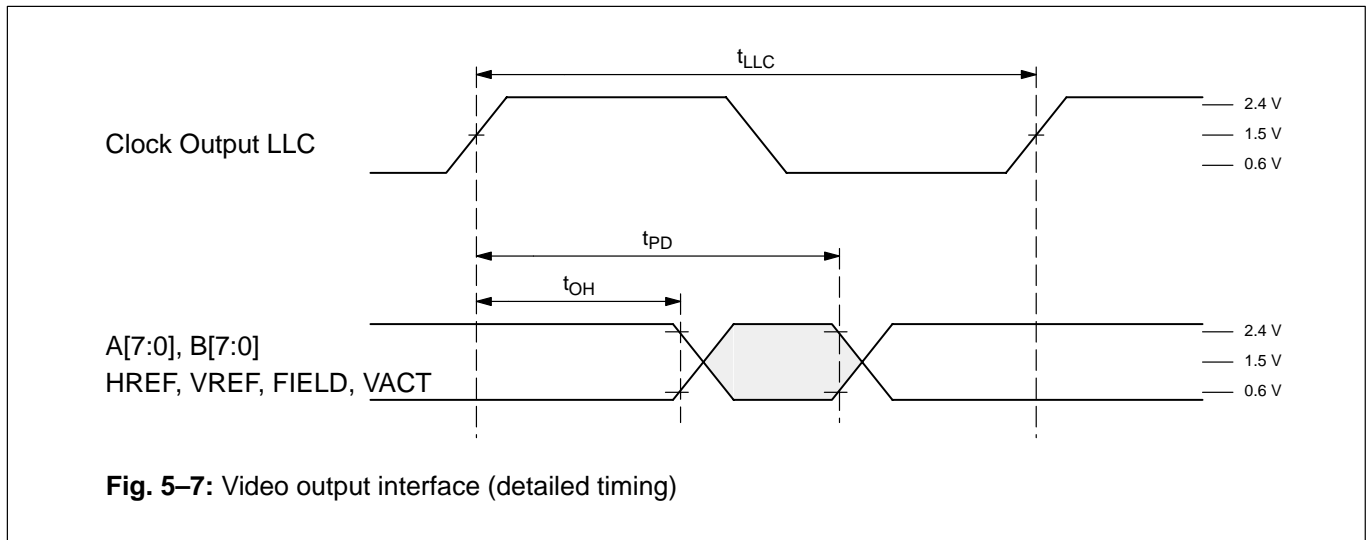 tLLC
2.4 V
Clock Output LLC
1.5 V
0.6 V
tPD
tOH
2.4 V
A[7:0], B[7:0]
1.5 V
HREF, VREF, FIELD, VACT
0.6 V
Fig. 5–7: Video output interface (detailed timing)